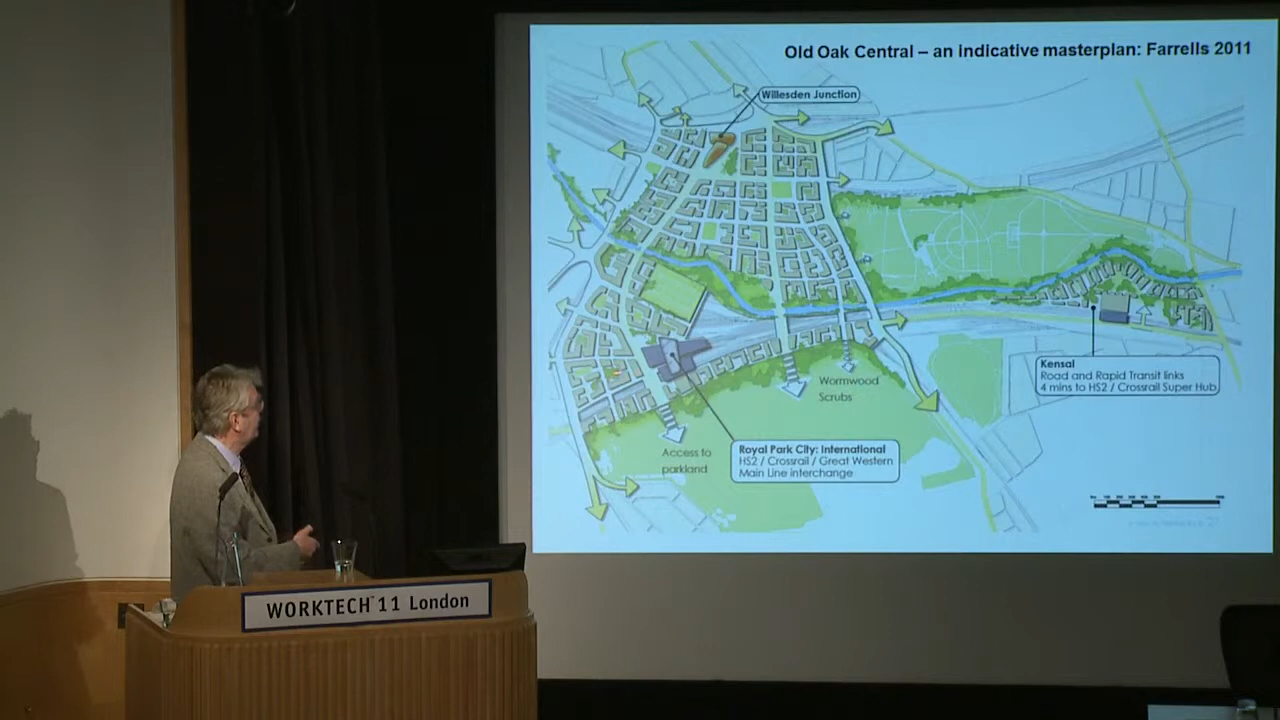 Old Oak Central – an indicative masterplan: Farrells 2011
Willesden Junction
Kensal
Road and Rapid Transit links
4 mins to HS2 / Crossrail Super Hub
Wormwood
Scrubs
Access to
parkland
Royal Park City: International
HS2 / Crossrail / Great Western
Main Line interchange
WORKTECH™ 11 London